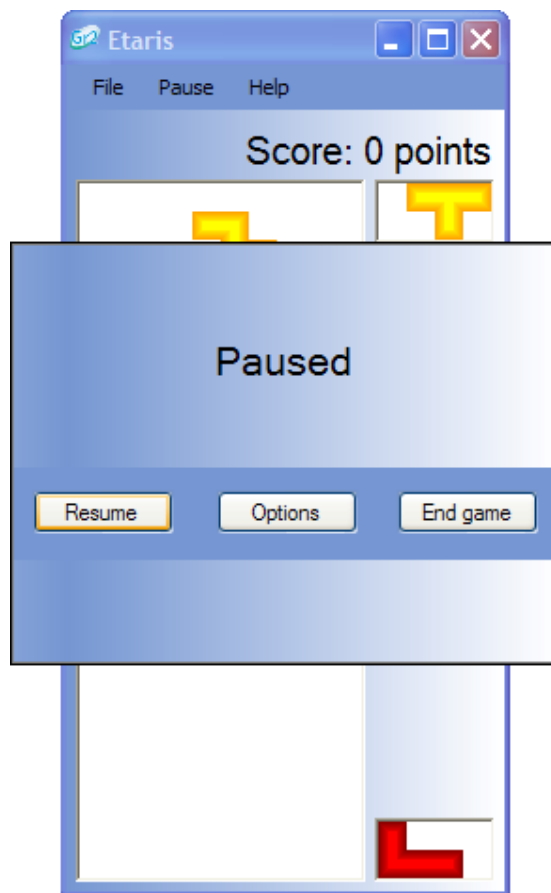 Etaris
File Pause Help
Score: 0 points
Paused
Resume Options End game